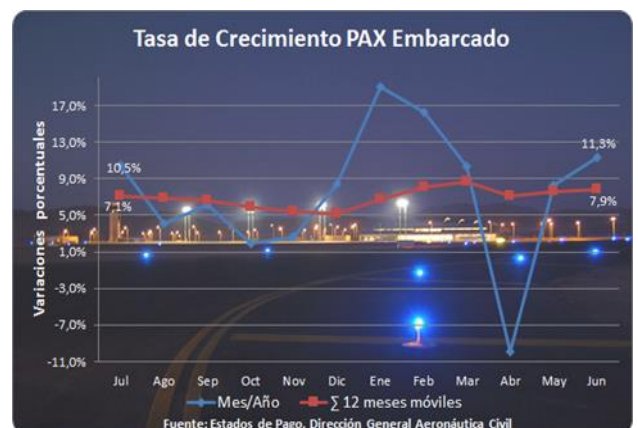 Tasa de Crecimiento PAX Embarcado
Variaciones porcentuales
17,0%
13,0%
9,0%
5,0%
1,0%
-3,0%
-7,0%
-11,0%
10,5%
7,1%
11,3%
7,9%
Jul Ago Sep Oct Nov Dic Ene Feb Mar Abr May Jun
Mes/Año ∑ 12 meses móviles
Fuente: Estados de Pago. Dirección General Aeronáutica Civil